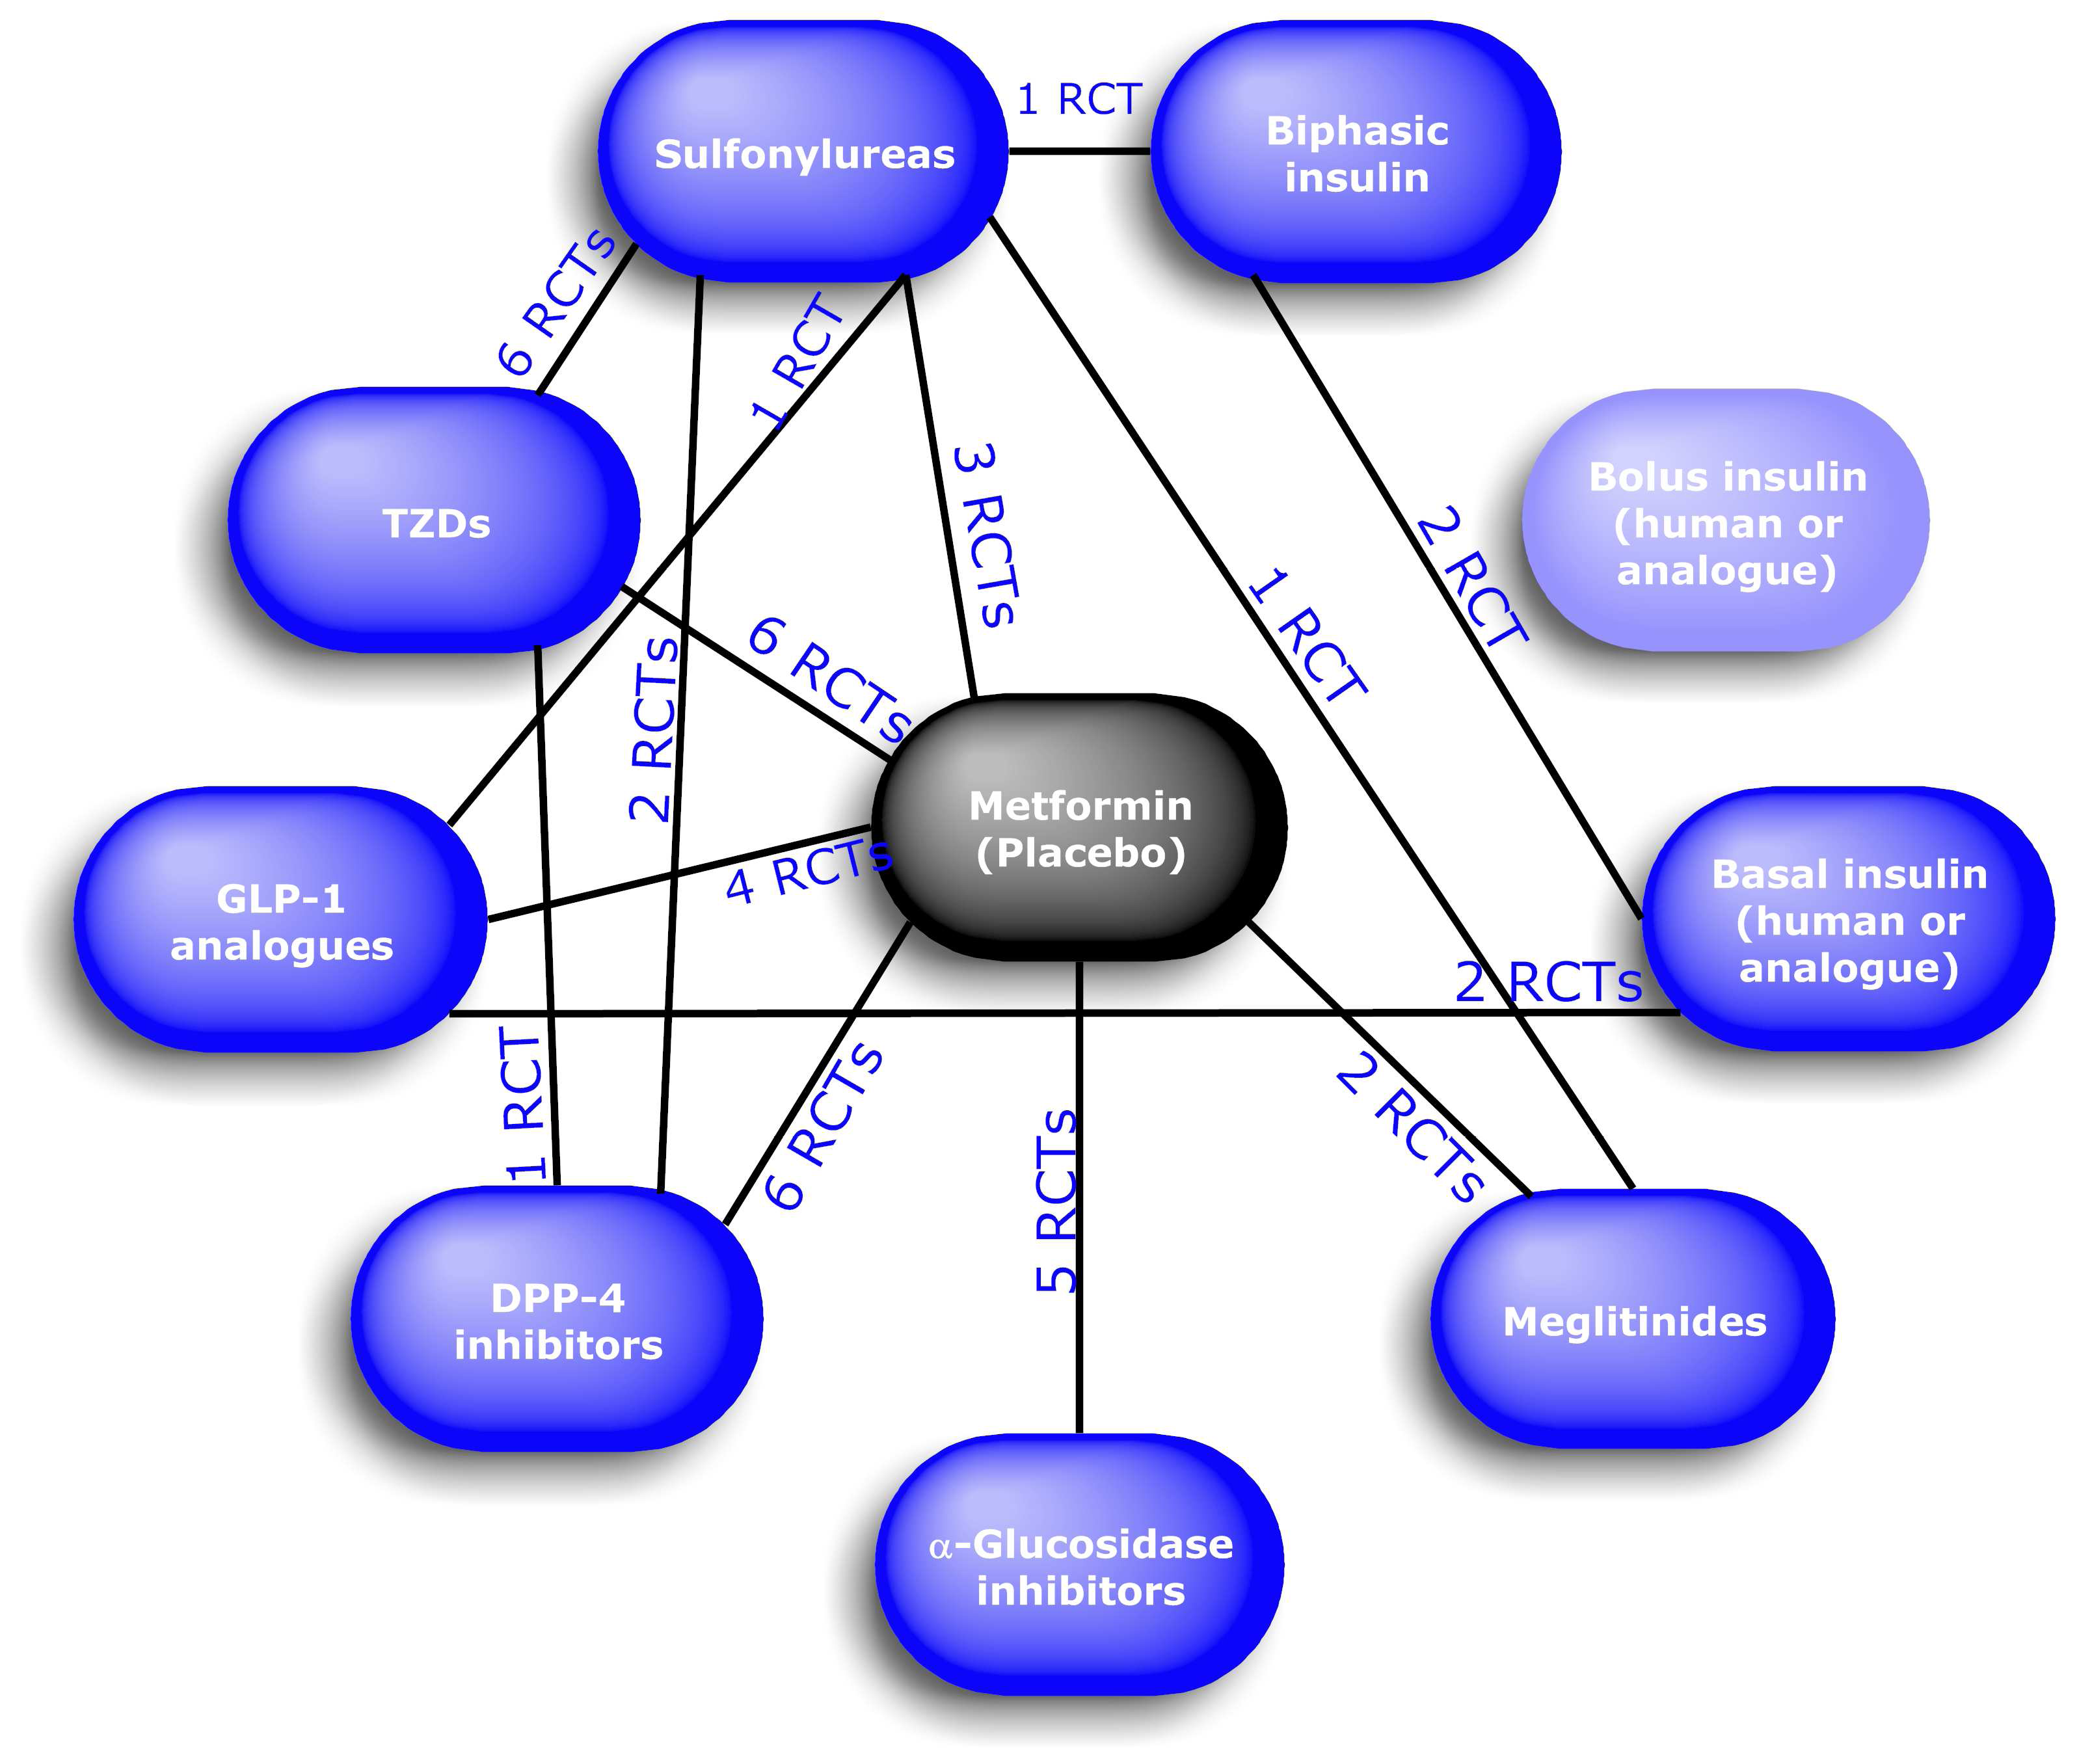 Sulfonylureas
1 RCT
Biphasic
insulin
6 RCTs
1 RCT
3 RCTs
TZDs
Bolus insulin
(human or
analogue)
2 RCT
1 RCT
6 RCTs
2 RCTs
Metformin
(Placebo)
4 RCTs
GLP-1
analogues
Basal insulin
(human or
analogue)
2 RCTs
1 RCT
6 RCTs
5 RCTs
2 RCTs
DPP-4
inhibitors
Meglitinides
α-Glucosidase
inhibitors